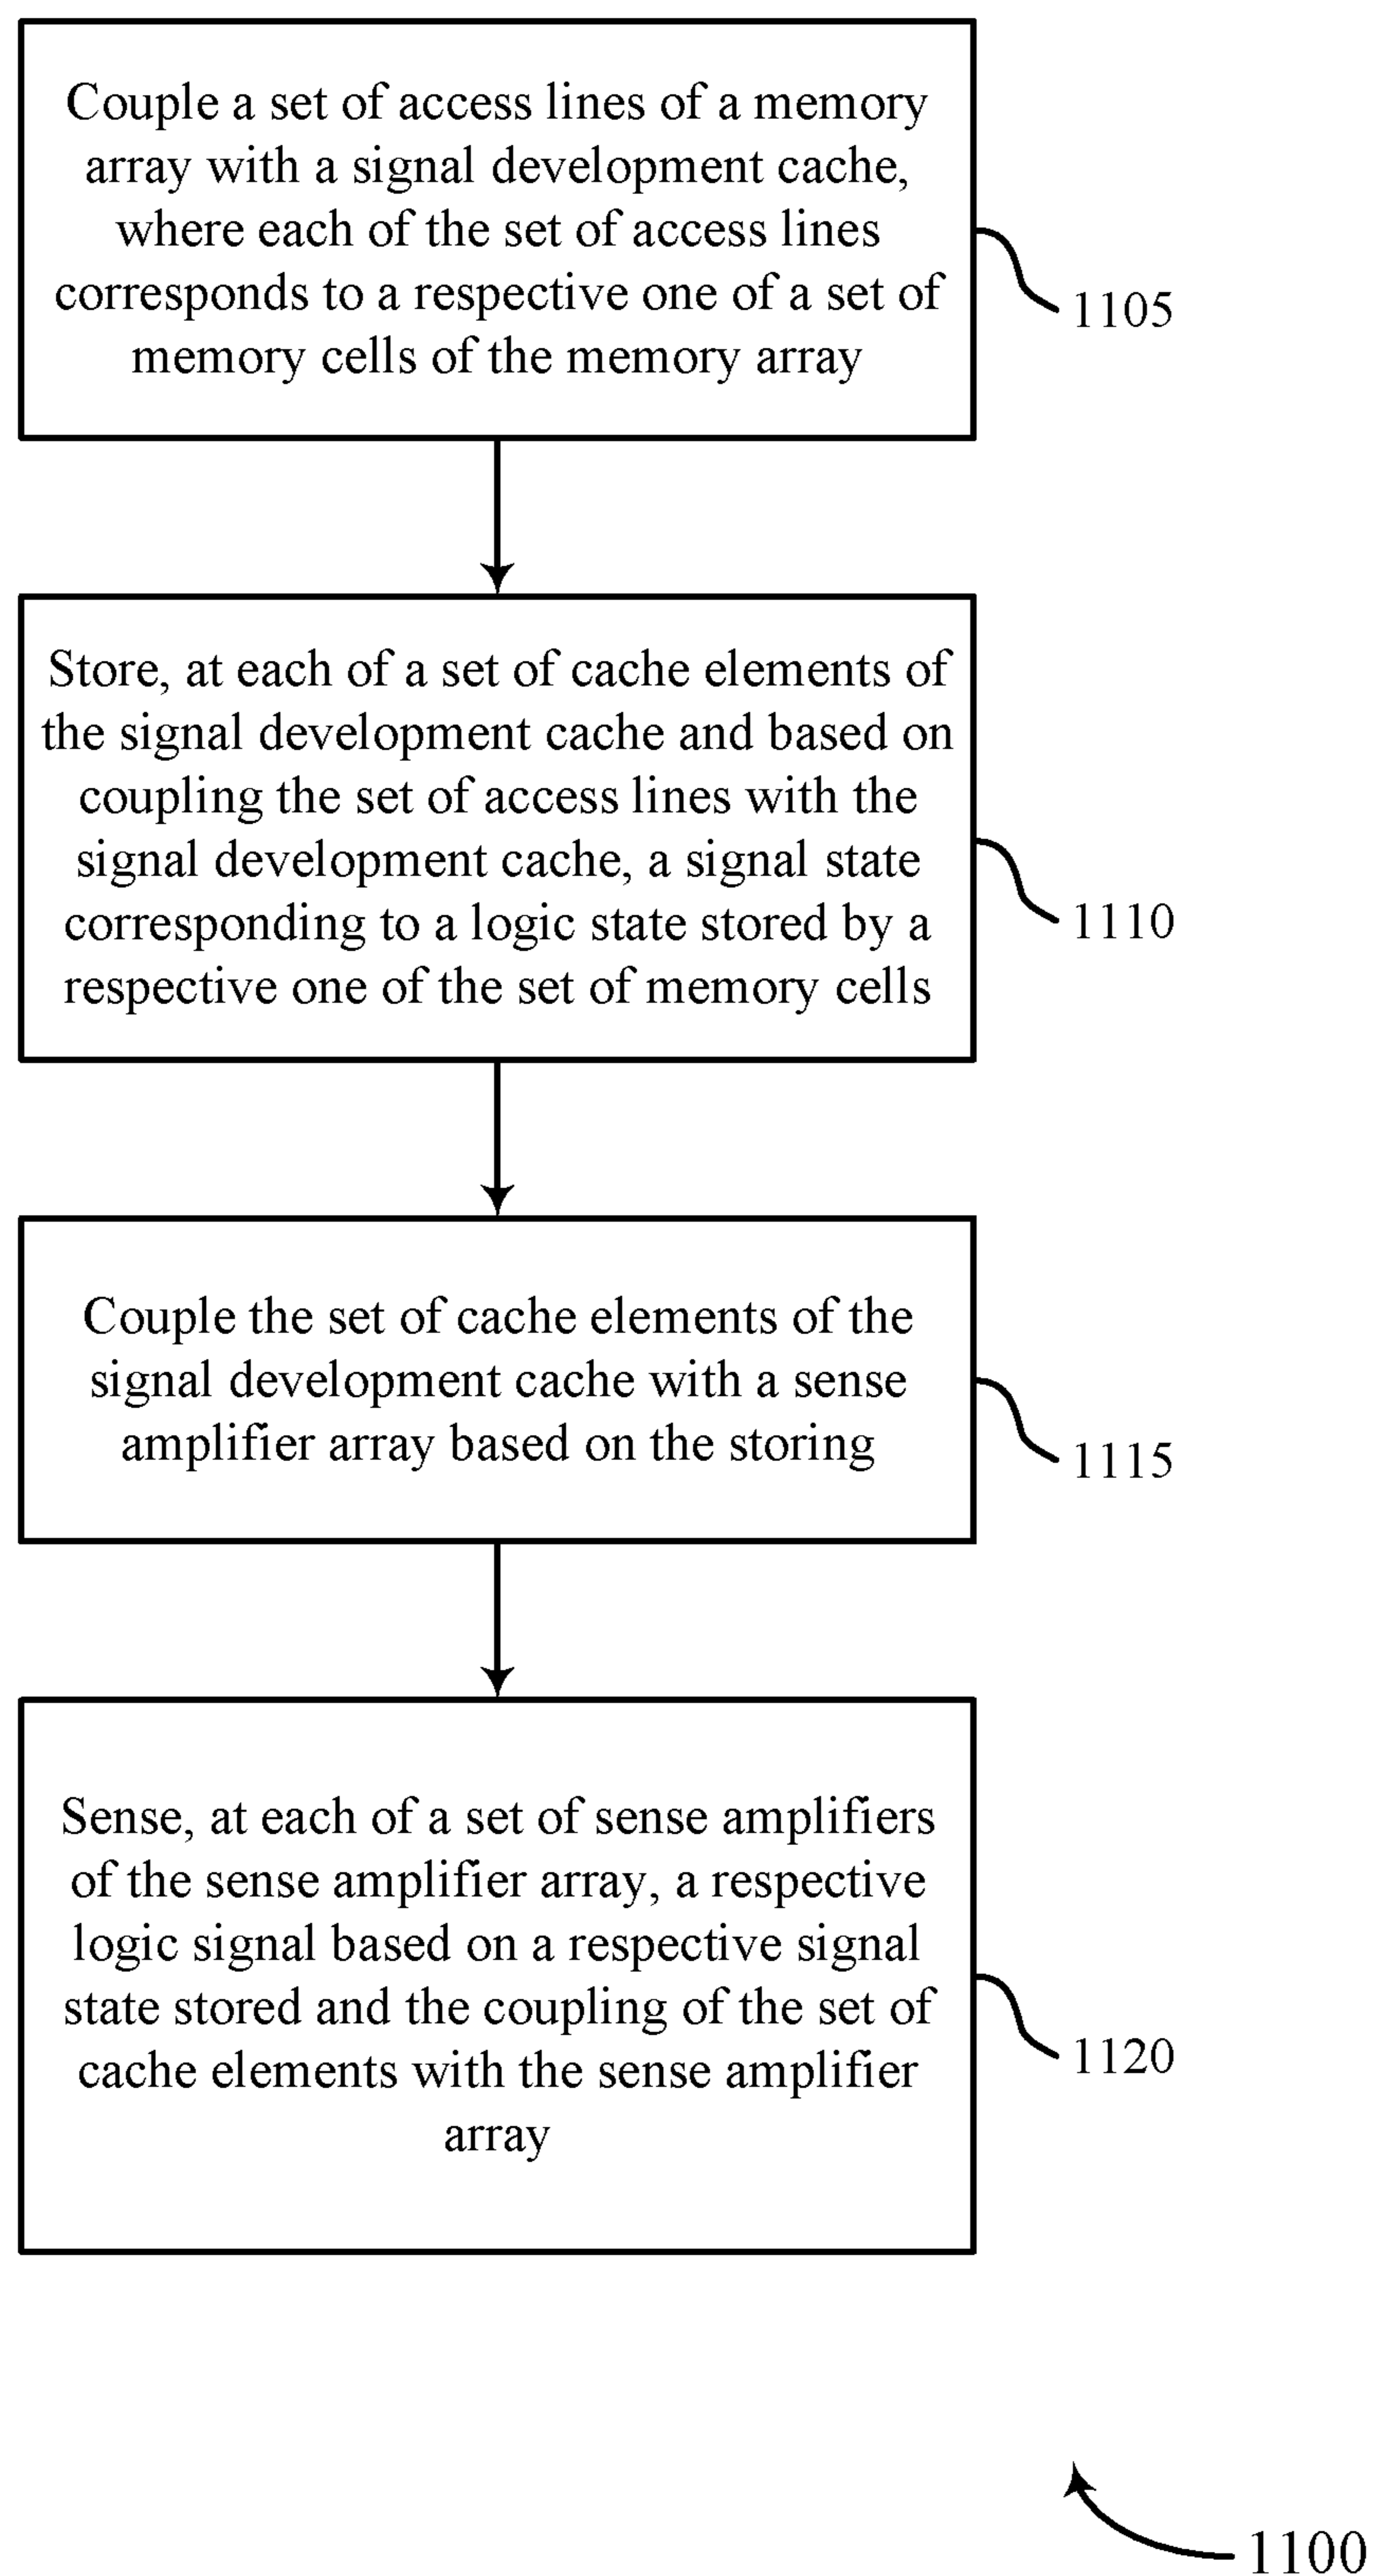 Couple a set of access lines of a memory
array with a signal development cache,
where each of the set of access lines
corresponds to a respective one of a set of
memory cells of the memory array
1105
Store, at each of a set of cache elements of
the signal development cache and based on
coupling the set of access lines with the
signal development cache, a signal state
corresponding to a logic state stored by a
respective one of the set of memory cells
1110
Couple the set of cache elements of the
signal development cache with a sense
amplifier array based on the storing
1115
Sense, at each of a set of sense amplifiers
of the sense amplifier array, a respective
logic signal based on a respective signal
state stored and the coupling of the set of
cache elements with the sense amplifier
array
1120
1100